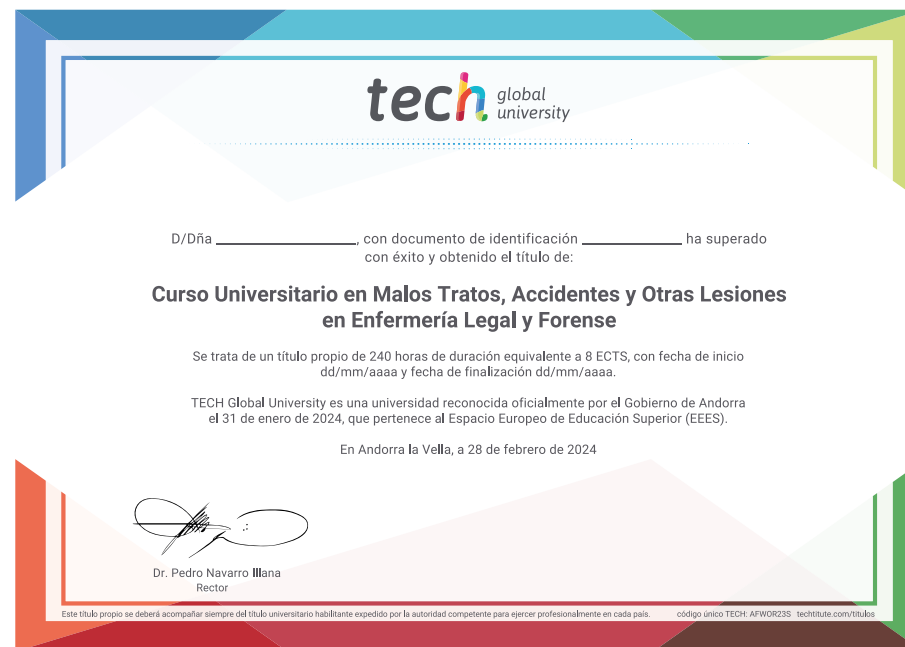 tech global university
D/Dña ____________________, con documento de identificación ______________ ha superado
con éxito y obtenido el título de:
Curso Universitario en Malos Tratos, Accidentes y Otras Lesiones
en Enfermería Legal y Forense
Se trata de un título propio de 240 horas de duración equivalente a 8 ECTS, con fecha de inicio
dd/mm/aaaa y fecha de finalización dd/mm/aaaa.
TECH Global University es una universidad reconocida oficialmente por el Gobierno de Andorra
el 31 de enero de 2024, que pertenece al Espacio Europeo de Educación Superior (EEES).
En Andorra la Vella, a 28 de febrero de 2024
Dr. Pedro Navarro Illana
Rector
Este título propio se deberá acompañar siempre del título universitario habilitante expedido por la autoridad competente para ejercer profesionalmente en cada país. código único TECH: AFWOR23S techtitute.com/titulos